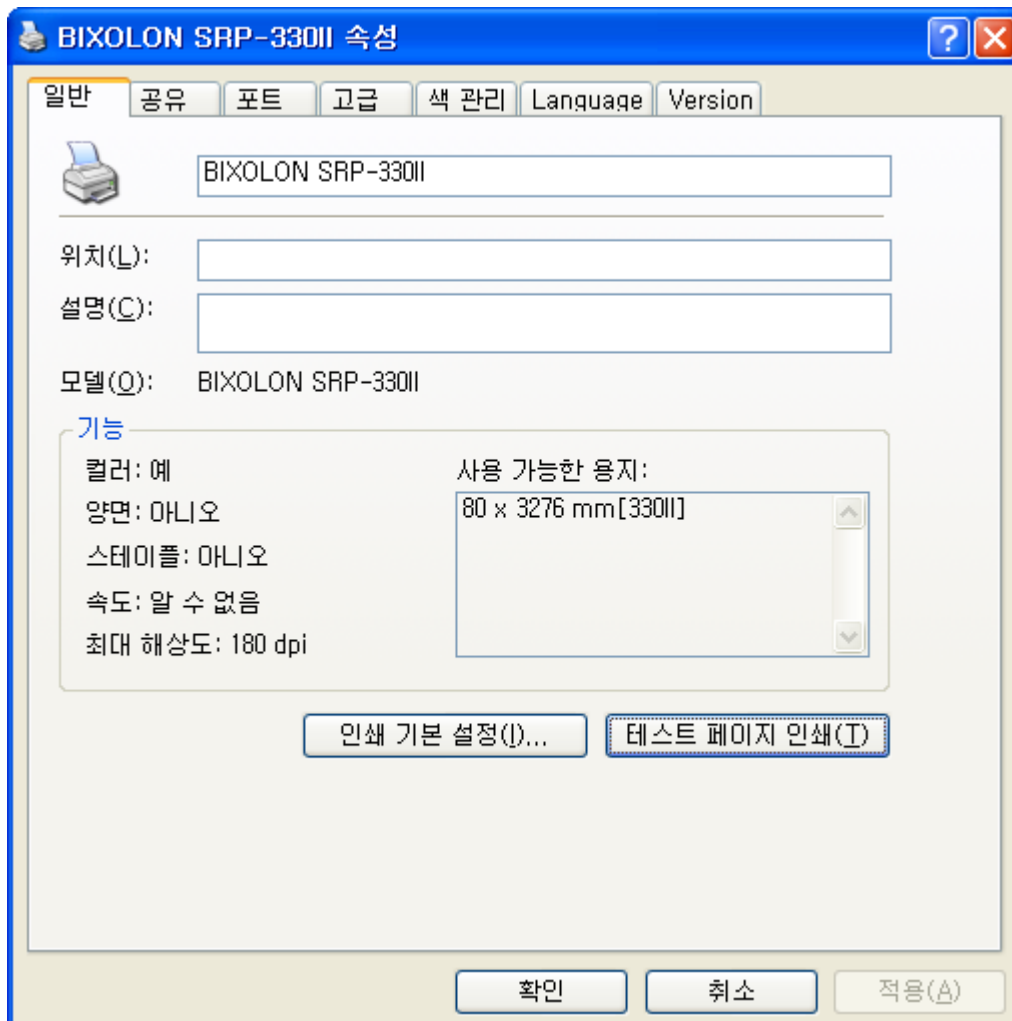 BIXOLON SRP-330II 속성
일반 공유 포트 고급 색 관리 Language Version
BIXOLON SRP-330II
위치(L):
설명(C):
모델(O): BIXOLON SRP-330II
기능
컬러: 예 사용 가능한 용지:
양면: 아니오 80 x 3276 mm[330II]
스테이플: 아니오
속도: 알 수 없음
최대 해상도: 180 dpi
인쇄 기본 설정(I)... 테스트 페이지 인쇄(T)
확인 취소 적용(A)